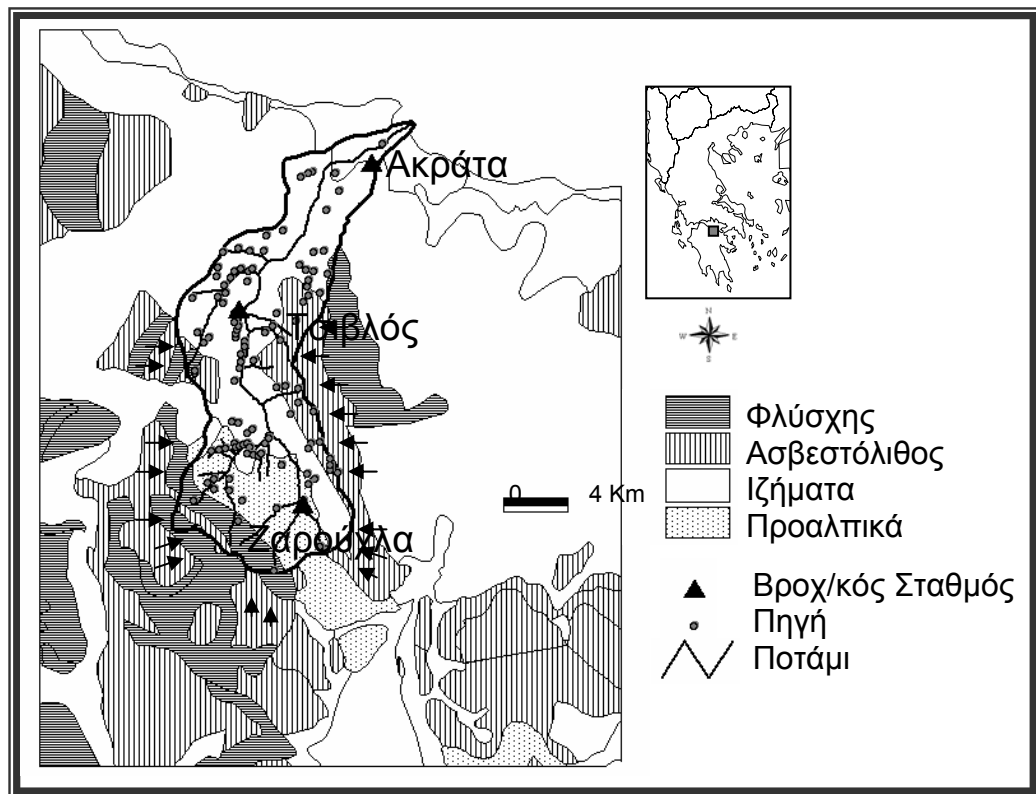 Ακράτα
Τσιβλός
Ζαρούχλα
N
W E
S
Φλύσχης
Ασβεστόλιθος
Ιζήματα
Προαλπικά
0 4 Km
Βροχ/κός Σταθμός
Πηγή
Ποτάμι